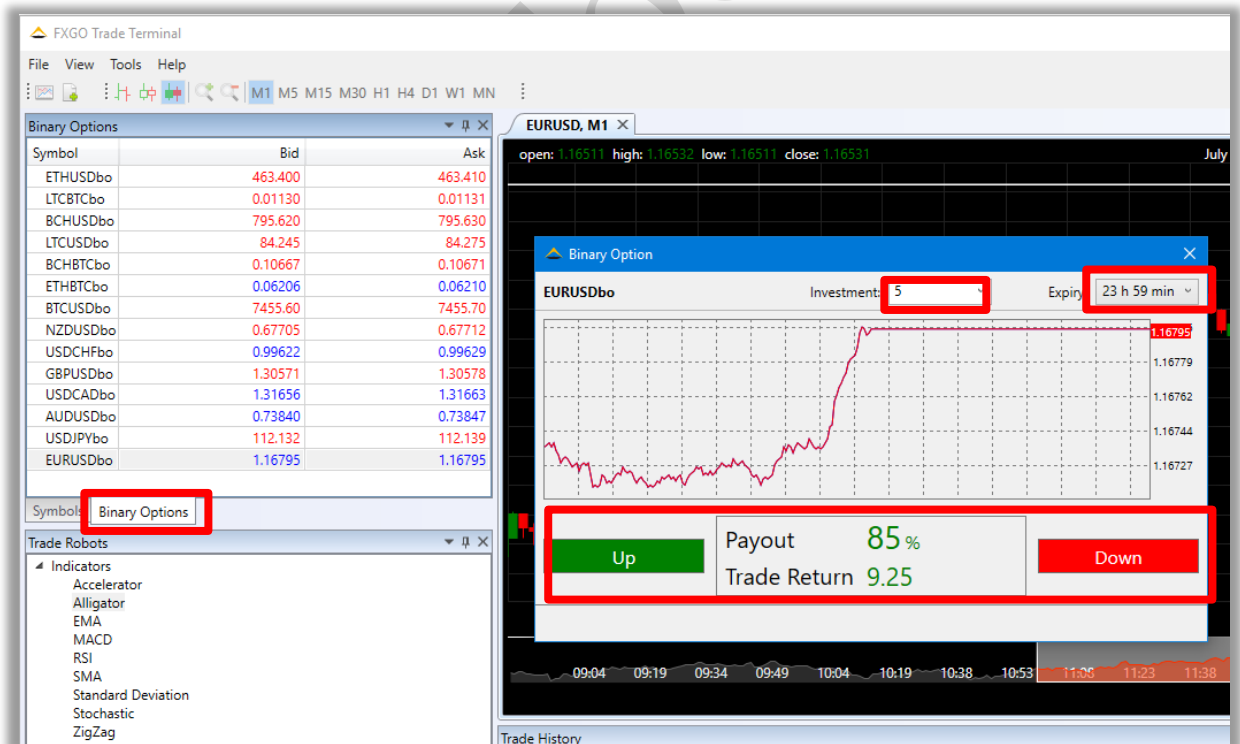 FXGO Trade Terminal
File View Tools Help
M1 M5 M15 M30 H1 H4 D1 W1 MN
Binary Options
Symbol Bid Ask
ETHUSDbo 463.400 463.410
LTCBTCbo 0.01130 0.01131
BCHUSDbo 795.620 795.630
LTCUSDbo 84.245 84.275
BCHBTCbo 0.10667 0.10671
ETHBTCbo 0.06206 0.06210
BTCUSDbo 7455.60 7455.70
NZDUSDbo 0.67705 0.67712
USDCHFbo 0.99622 0.99629
GBPUSDbo 1.30571 1.30578
USDCADbo 1.31656 1.31663
AUDUSDbo 0.73840 0.73847
USDJPYbo 112.132 112.139
EURUSDbo 1.16795 1.16795
Symbols Binary Options
Trade Robots
Indicators
Accelerator
Alligator
EMA
MACD
RSI
SMA
Standard Deviation
Stochastic
ZigZag
EURUSD, M1
open: 1.16511 high: 1.16532 low: 1.16511 close: 1.16531 July
Binary Option
EURUSDbo Investment: 5 Expiry 23 h 59 min
1.16795
1.16779
1.16762
1.16744
1.16727
Up
Payout 85 %
Trade Return 9.25
Down
09:04 09:19 09:34 09:49 10:04 10:19 10:38 10:53 11:08 11:23 11:38
Trade History